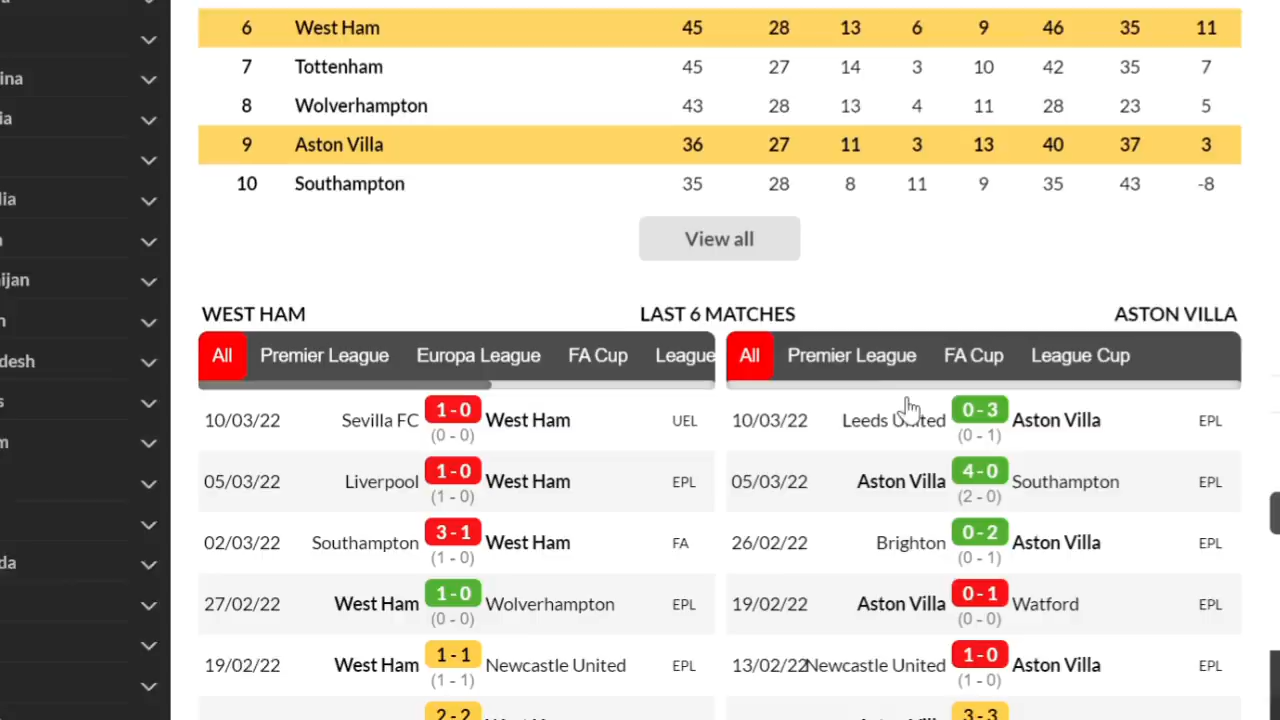 ina
ia
lia
ijan
n
desh
s
m
da
6 West Ham 45 28 13 6 9 46 35 11
7 Tottenham 45 27 14 3 10 42 35 7
8 Wolverhampton 43 28 13 4 11 28 23 5
9 Aston Villa 36 27 11 3 13 40 37 3
10 Southampton 35 28 8 11 9 35 43 -8
View all
WEST HAM LAST 6 MATCHES ASTON VILLA
All Premier League Europa League FA Cup League
10/03/22 Sevilla FC 1 - 0 West Ham UEL
(0 - 0)
05/03/22 Liverpool 1 - 0 West Ham EPL
(1 - 0)
02/03/22 Southampton 3 - 1 West Ham FA
(1 - 0)
27/02/22 West Ham 1 - 0 Wolverhampton EPL
(0 - 0)
19/02/22 West Ham 1 - 1 Newcastle United EPL
(1 - 1)
2 - 2
All Premier League FA Cup League Cup
10/03/22 Leeds United 0 - 3 Aston Villa EPL
(0 - 1)
05/03/22 Aston Villa 4 - 0 Southampton EPL
(2 - 0)
26/02/22 Brighton 0 - 2 Aston Villa EPL
(0 - 1)
19/02/22 Aston Villa 0 - 1 Watford EPL
(0 - 0)
13/02/22 Newcastle United 1 - 0 Aston Villa EPL
(1 - 0)
3 - 3